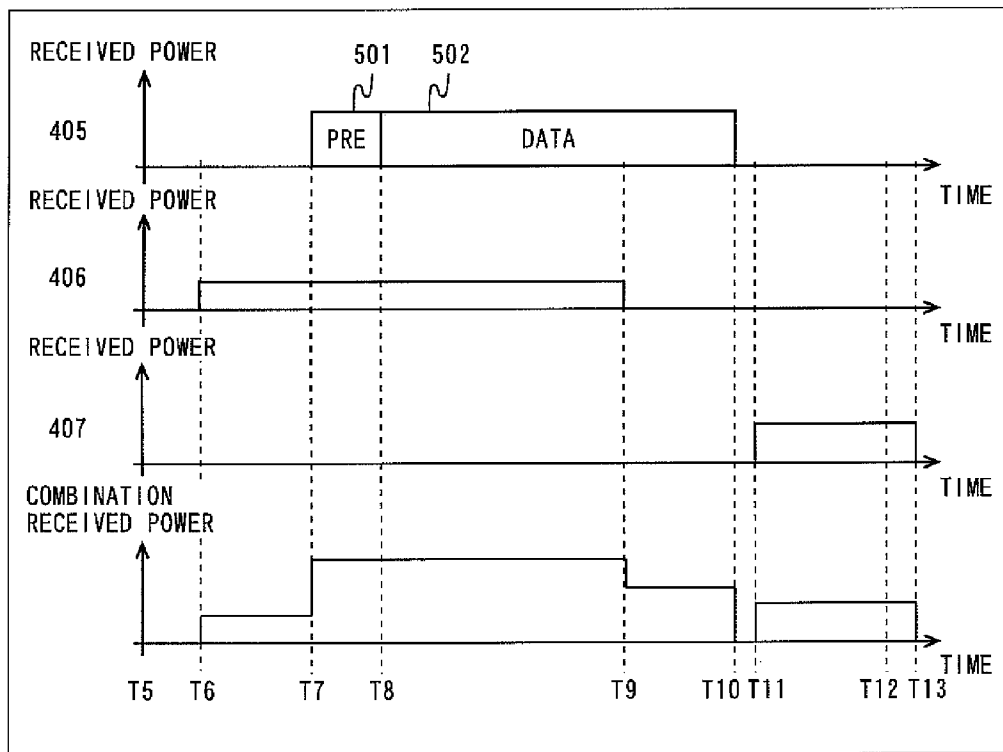 RECEIVED POWER
501
502
405
PRE
DATA
TIME
RECEIVED POWER
406
TIME
RECEIVED POWER
407
TIME
COMBINATION
RECEIVED POWER
TIME
T5
T6
T7
T8
T9
T10
T11
T12
T13